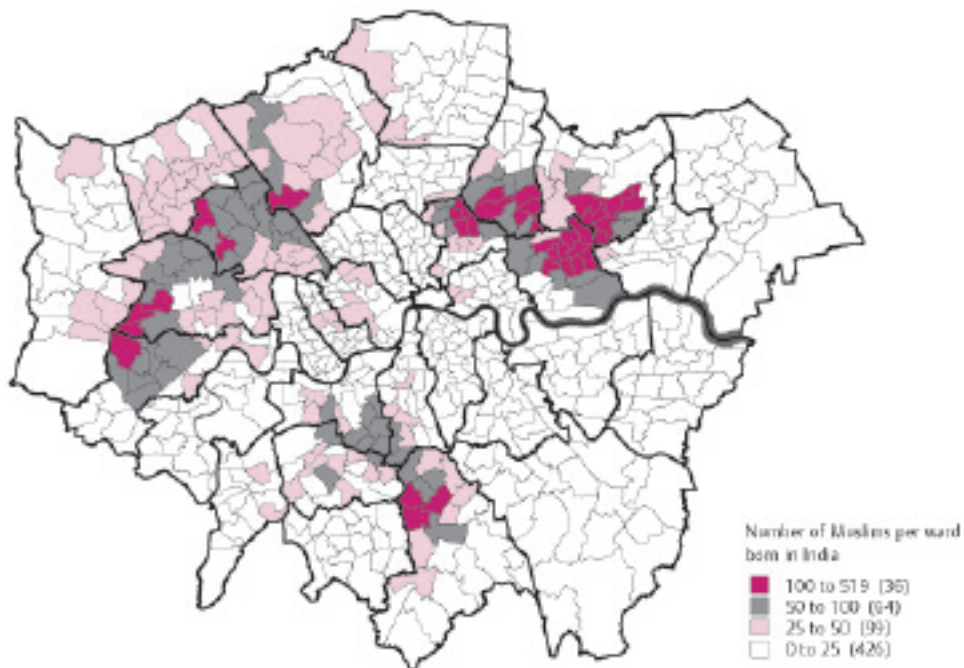 Number of Muslims per ward
born in India
100 to 519 (36)
50 to 100 (64)
25 to 50 (99)
0 to 25 (426)